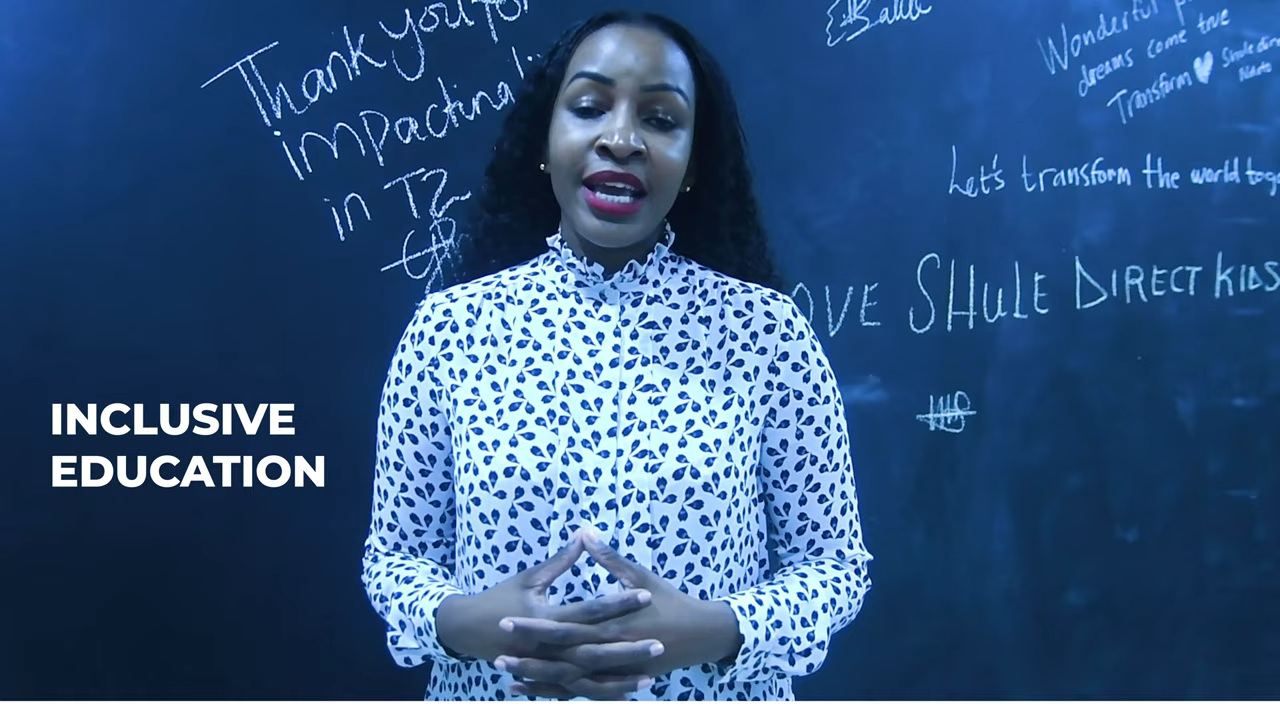 Thank you for
impacting
in TZ
Wonderful
dreams come true
Transform
Let's transform the world
SHULE DIRECT KIDS
INCLUSIVE
EDUCATION